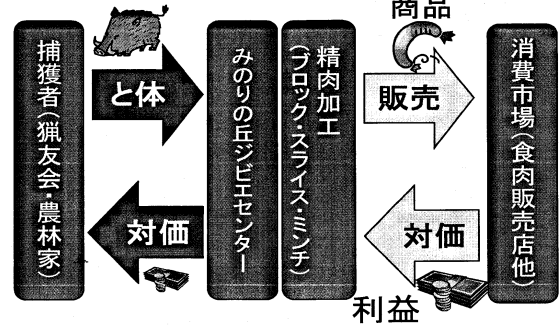 捕獲者(猟友会・農林家)
と体
対価
みのりの丘ジビエセンター
精肉加工
(ブロック・スライス・ミンチ)
商品
販売
対価
利益
消費市場(食肉販売店他)